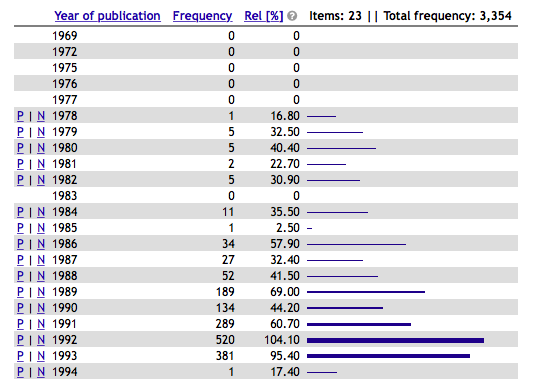 Year of publication Frequency Rel [%] ? Items: 23 || Total frequency: 3,354
1969 0 0
1972 0 0
1975 0 0
1976 0 0
1977 0 0
P | N 1978 1 16.80
P | N 1979 5 32.50
P | N 1980 5 40.40
P | N 1981 2 22.70
P | N 1982 5 30.90
1983 0 0
P | N 1984 11 35.50
P | N 1985 1 2.50
P | N 1986 34 57.90
P | N 1987 27 32.40
P | N 1988 52 41.50
P | N 1989 189 69.00
P | N 1990 134 44.20
P | N 1991 289 60.70
P | N 1992 520 104.10
P | N 1993 381 95.40
P | N 1994 1 17.40